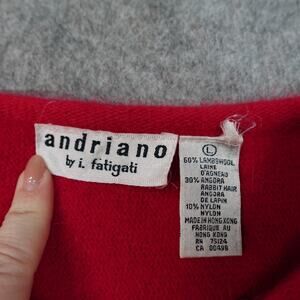 andriano
by i. fatigati
L
60% LAMBSWOOL
LAINE
D'AGNEAU
30% ANGORA
RABBIT HAIR
ANGORA
DE LAPIN
10% NYLON
NYLON
MADE IN HONG KONG
FABRIQUE AU
HONG KONG
RN 75124
CA 00498